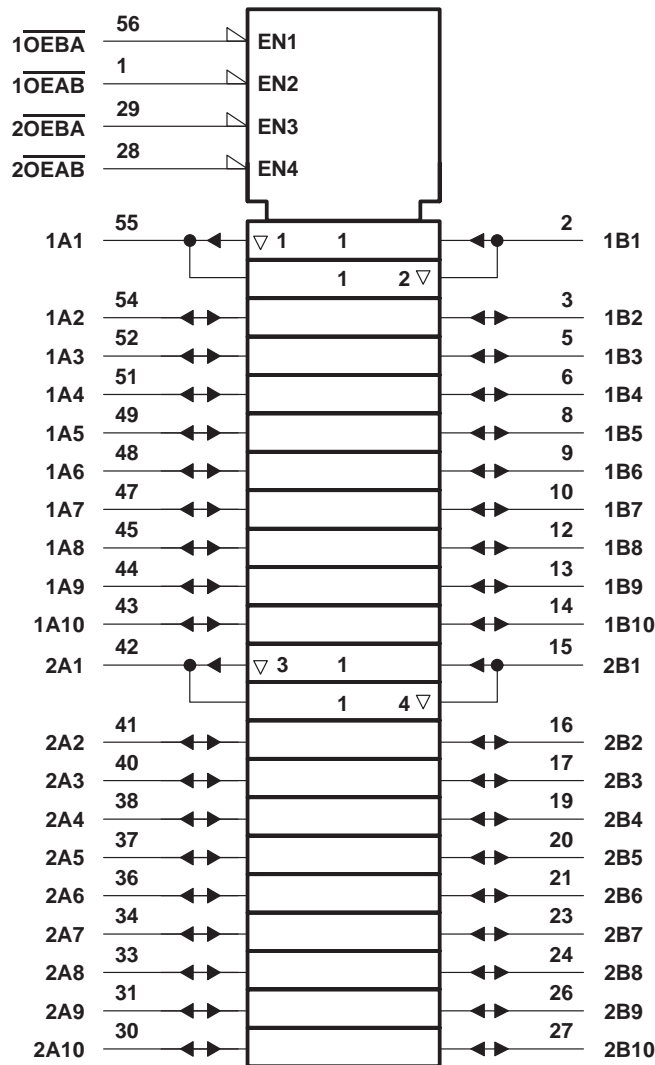 1OEBA 56 EN1
1OEAB 1 EN2
2OEBA 29 EN3
2OEAB 28 EN4
1A1 55 ▽ 1 1 2 1B1
1 2 ▽
1A2 54 3 1B2
1A3 52 5 1B3
1A4 51 6 1B4
1A5 49 8 1B5
1A6 48 9 1B6
1A7 47 10 1B7
1A8 45 12 1B8
1A9 44 13 1B9
1A10 43 14 1B10
2A1 42 ▽ 3 1 15 2B1
1 4 ▽
2A2 41 16 2B2
2A3 40 17 2B3
2A4 38 19 2B4
2A5 37 20 2B5
2A6 36 21 2B6
2A7 34 23 2B7
2A8 33 24 2B8
2A9 31 26 2B9
2A10 30 27 2B10